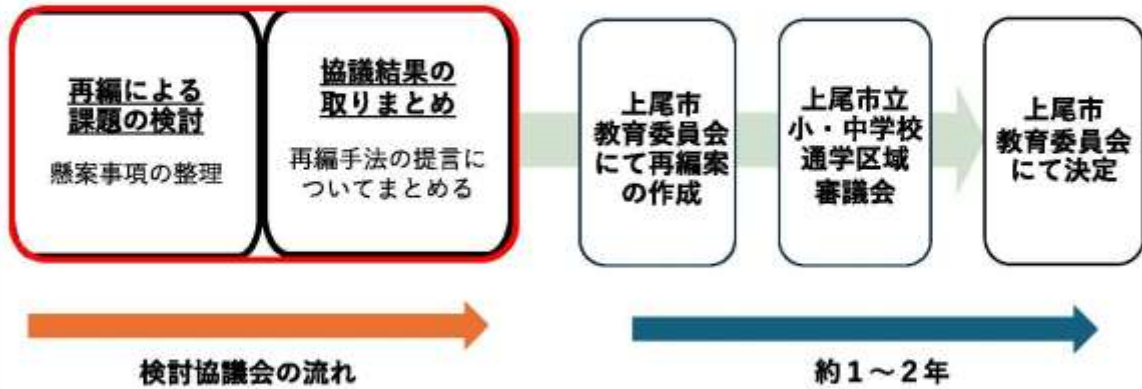 再編による
課題の検討
懸案事項の整理
協議結果の
取りまとめ
再編手法の提言に
ついてまとめる
上尾市
教育委員会
にて再編案
の作成
上尾市立
小・中学校
通学区域
審議会
上尾市
教育委員会
にて決定
検討協議会の流れ
約1～2年